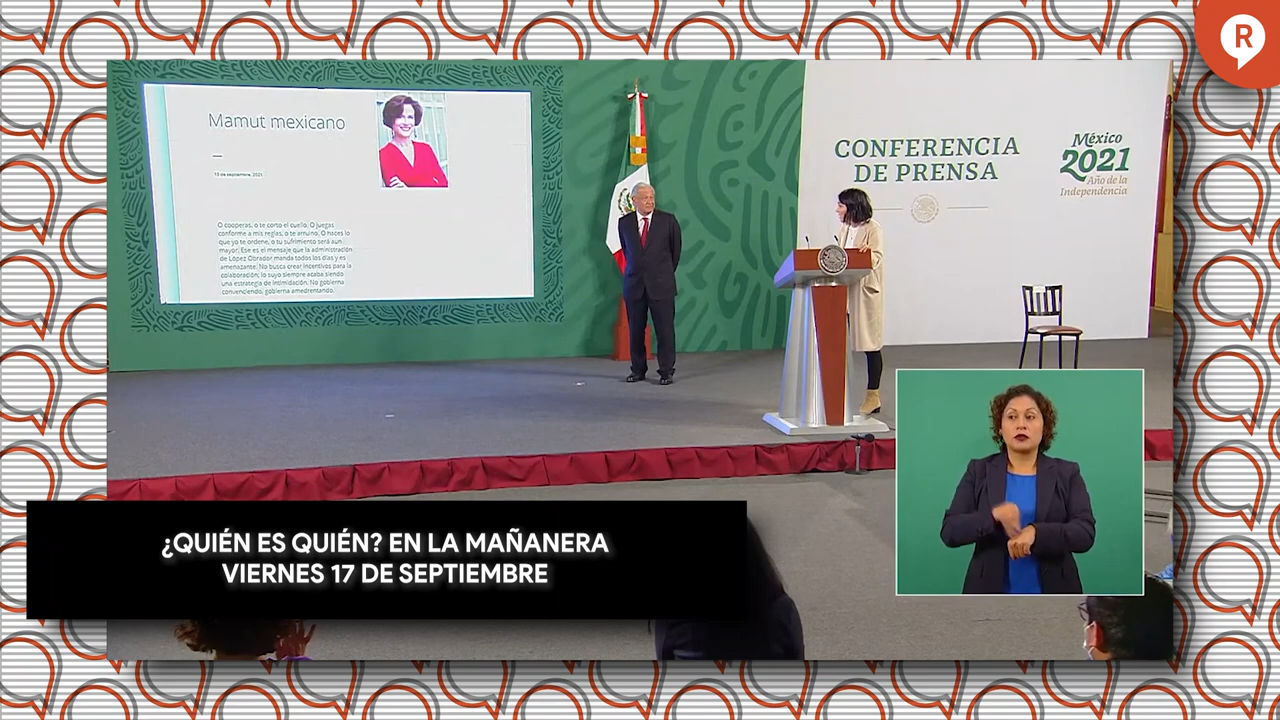 R
Mamut mexicano
13 de septiembre, 2021
O cooperas, o te corto el cuello. O juegas
conforme a mis reglas, o te arruino. O haces lo
que yo te ordene, o tu sufrimiento será aun
mayor. Ese es el mensaje que la administración
de López Obrador manda todos los días y es
amenazante. No busca crear incentivos para la
colaboración; lo suyo siempre acaba siendo
una estrategia de intimidación. No gobierna
convenciendo, gobierna amedrentando.
CONFERENCIA
DE PRENSA
México
2021
Año de la
Independencia
¿QUIÉN ES QUIÉN? EN LA MAÑANERA
VIERNES 17 DE SEPTIEMBRE